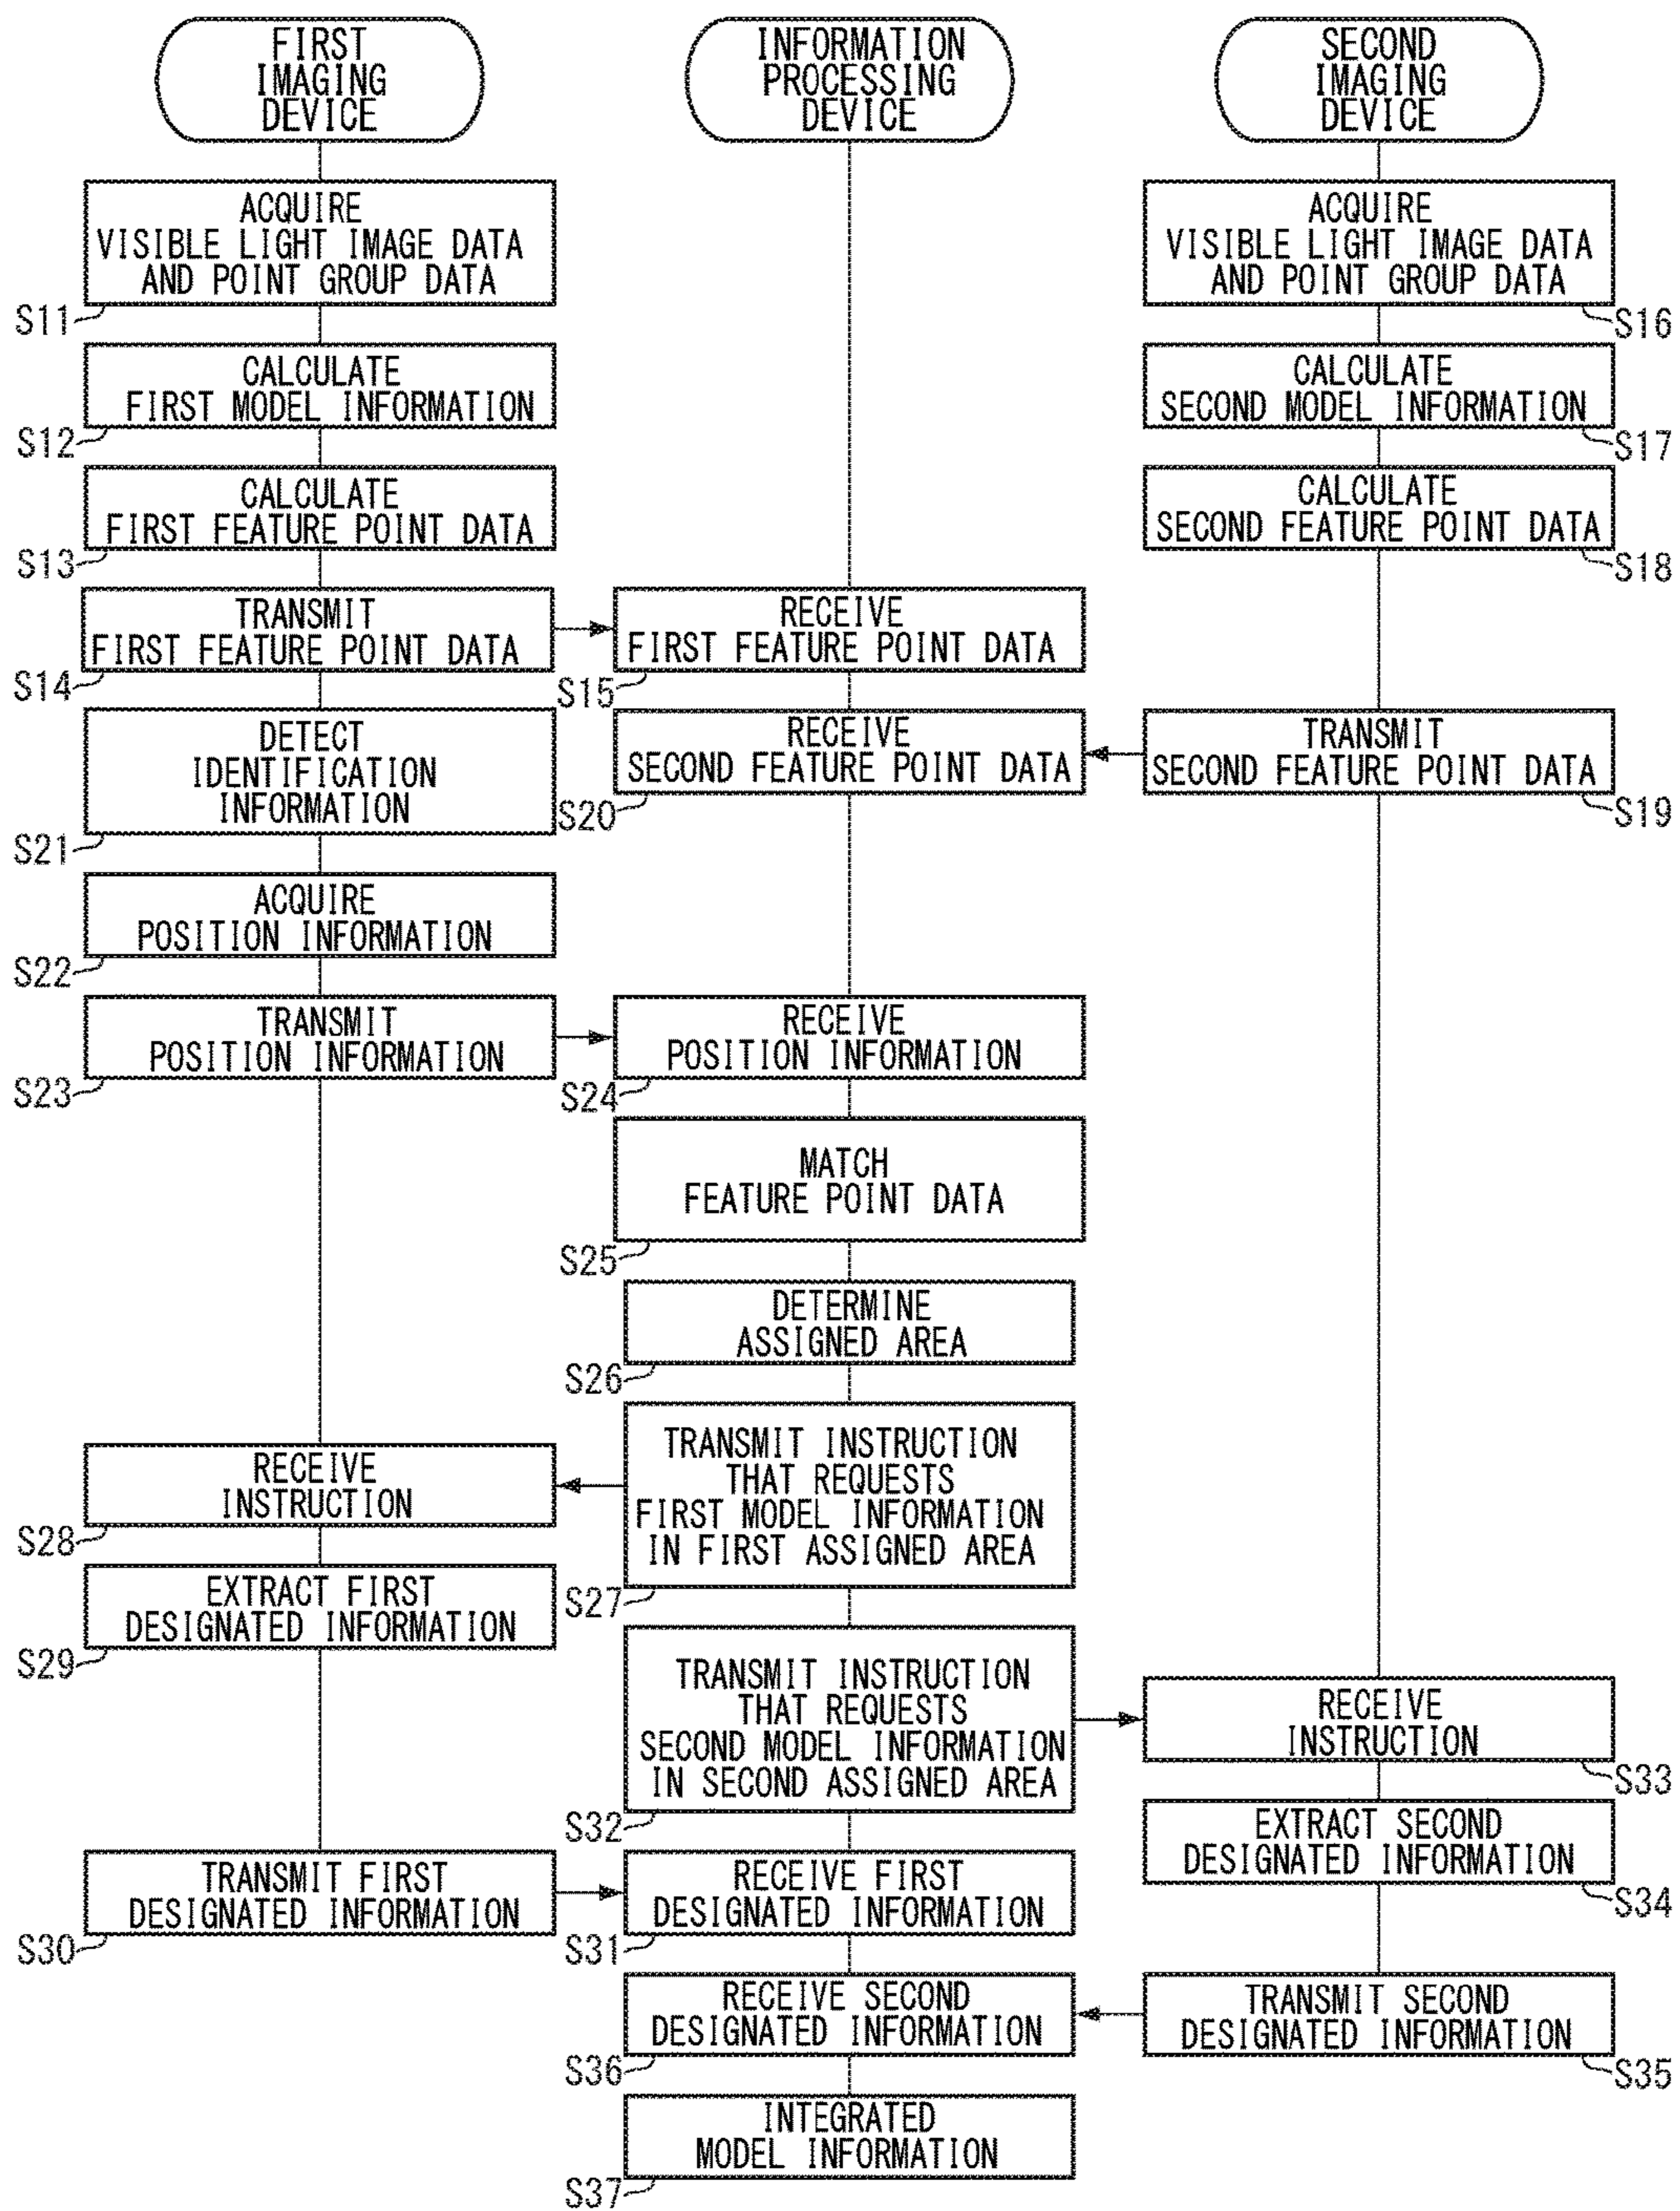 FIRST
IMAGING
DEVICE
INFORMATION
PROCESSING
DEVICE
SECOND
IMAGING
DEVICE
ACQUIRE
VISIBLE LIGHT IMAGE DATA
AND POINT GROUP DATA
S11
ACQUIRE
VISIBLE LIGHT IMAGE DATA
AND POINT GROUP DATA
S16
CALCULATE
FIRST MODEL INFORMATION
S12
CALCULATE
SECOND MODEL INFORMATION
S17
CALCULATE
FIRST FEATURE POINT DATA
S13
CALCULATE
SECOND FEATURE POINT DATA
S18
TRANSMIT
FIRST FEATURE POINT DATA
S14
RECEIVE
FIRST FEATURE POINT DATA
S15
DETECT
IDENTIFICATION
INFORMATION
S21
RECEIVE
SECOND FEATURE POINT DATA
S20
TRANSMIT
SECOND FEATURE POINT DATA
S19
ACQUIRE
POSITION INFORMATION
S22
TRANSMIT
POSITION INFORMATION
S23
RECEIVE
POSITION INFORMATION
S24
MATCH
FEATURE POINT DATA
S25
DETERMINE
ASSIGNED AREA
S26
RECEIVE
INSTRUCTION
S28
TRANSMIT INSTRUCTION
THAT REQUESTS
FIRST MODEL INFORMATION
IN FIRST ASSIGNED AREA
S27
EXTRACT FIRST
DESIGNATED INFORMATION
S29
TRANSMIT INSTRUCTION
THAT REQUESTS
SECOND MODEL INFORMATION
IN SECOND ASSIGNED AREA
S32
RECEIVE
INSTRUCTION
S33
EXTRACT SECOND
DESIGNATED INFORMATION
S34
TRANSMIT FIRST
DESIGNATED INFORMATION
S30
RECEIVE FIRST
DESIGNATED INFORMATION
S31
RECEIVE SECOND
DESIGNATED INFORMATION
S36
TRANSMIT SECOND
DESIGNATED INFORMATION
S35
INTEGRATED
MODEL INFORMATION
S37